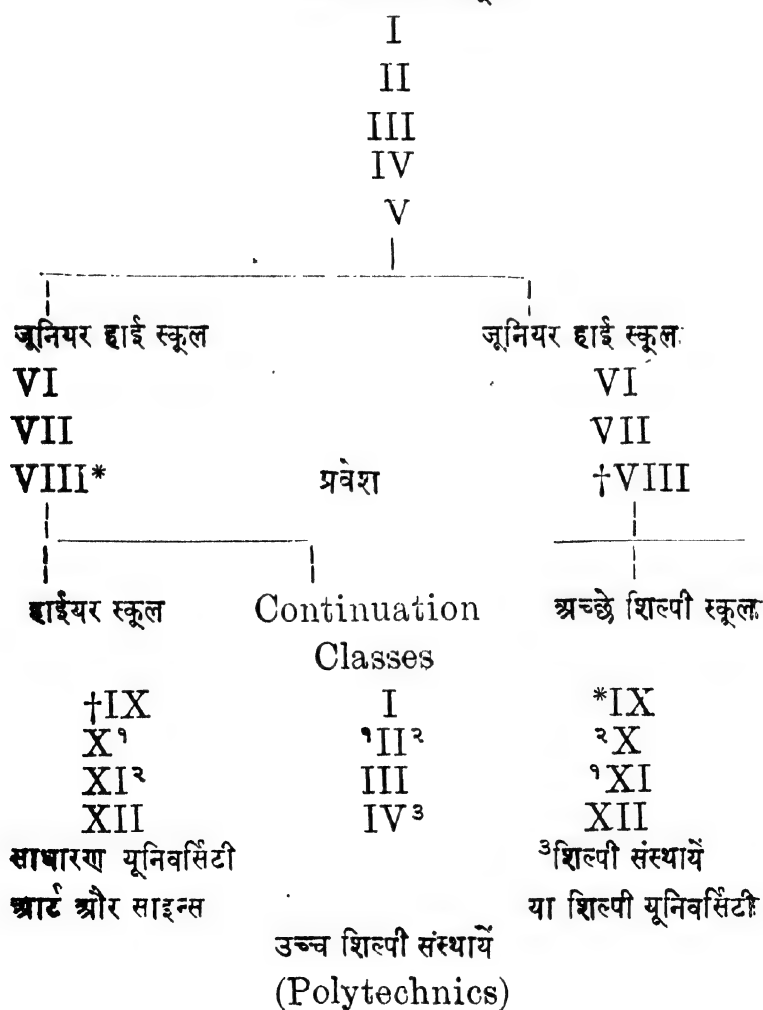 I
II
III
IV
V
जूनियर हाई स्कूल जूनियर हाई स्कूल
VI VI
VII VII
VIII* प्रवेश †VIII
हाईयर स्कूल Continuation अच्छे शिल्पी स्कूल
Classes
†IX I *IX
X¹ ¹II² ²X
XI² III ¹XI
XII IV³ XII
साधारण यूनिवर्सिटी ³शिल्पी संस्थायें
आर्ट और साइन्स या शिल्पी यूनिवर्सिटी
उच्च शिल्पी संस्थायें
(Polytechnics)